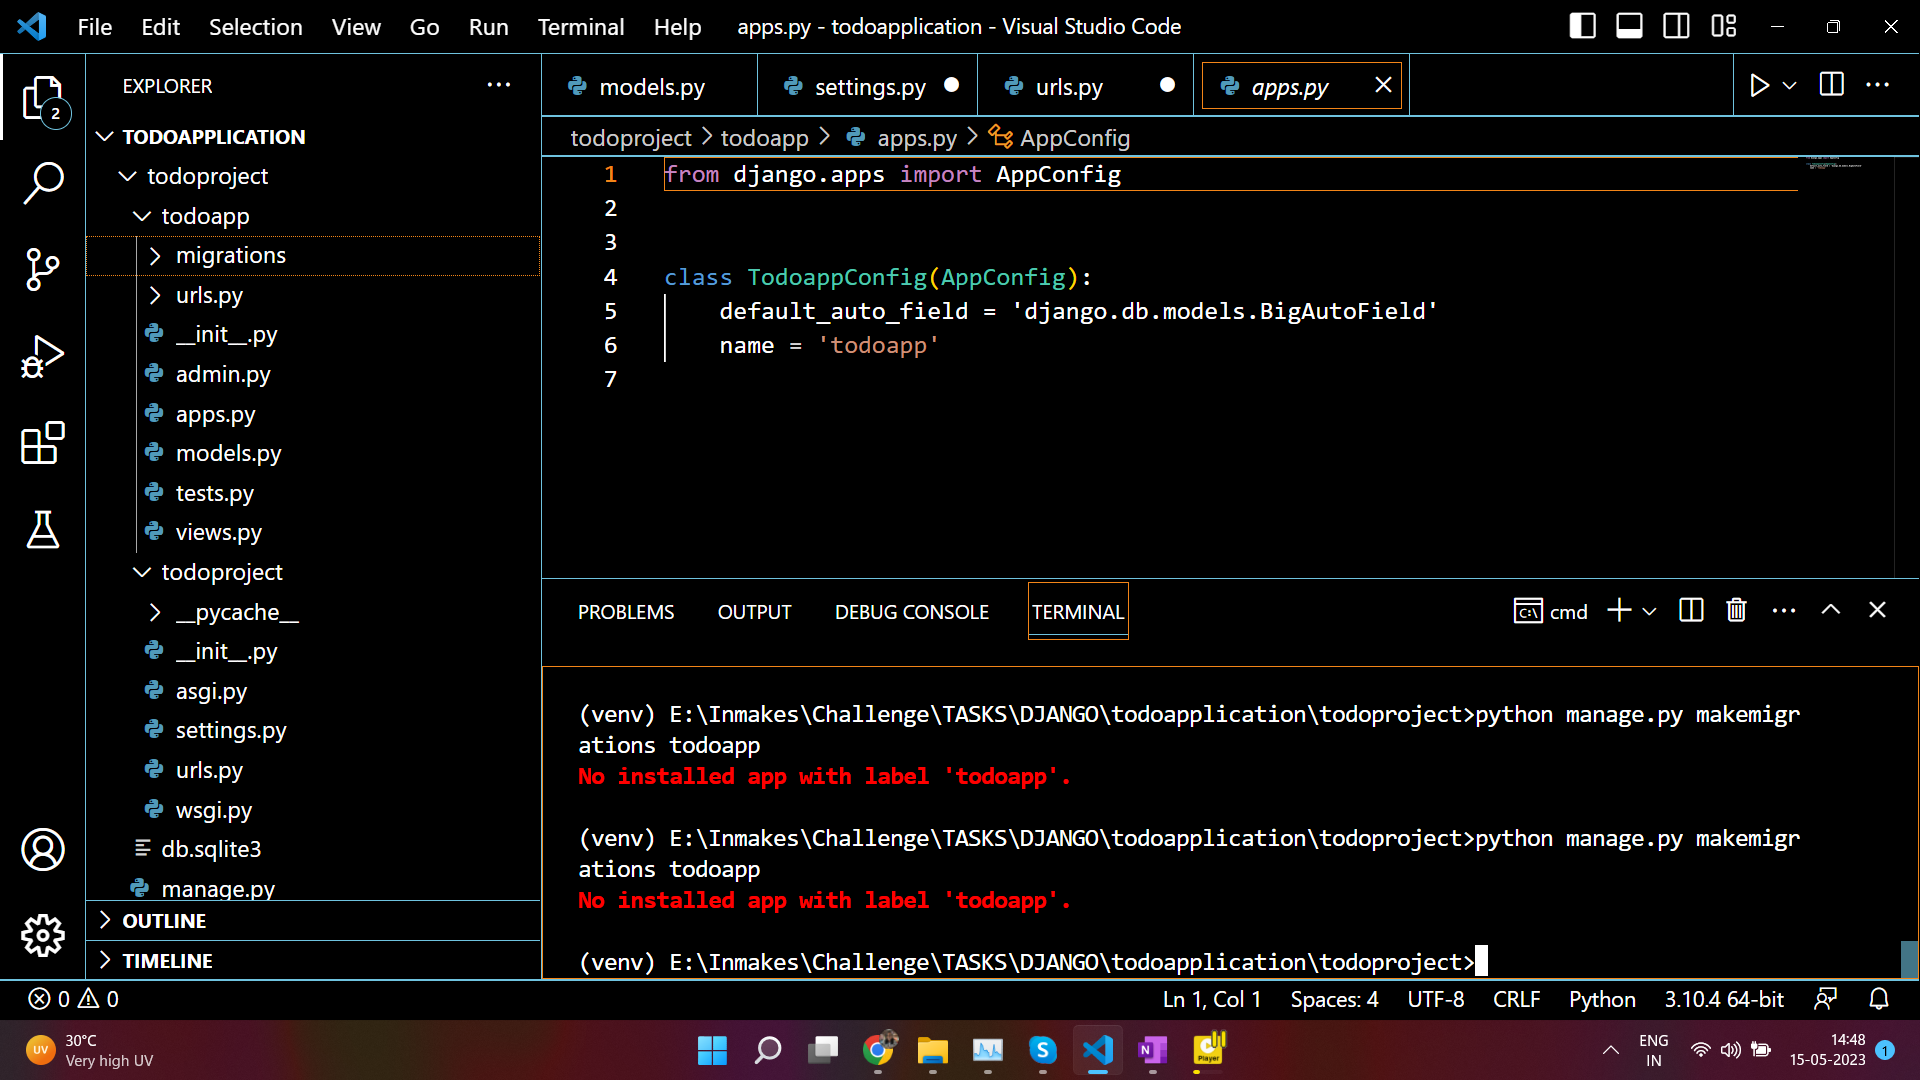 File Edit Selection View Go Run Terminal Help apps.py - todoapplication - Visual Studio Code
EXPLORER
2
models.py settings.py urls.py apps.py
TODOAPPLICATION
todoproject > todoapp > apps.py > AppConfig
todoproject
todoapp
migrations
urls.py
__init__.py
admin.py
apps.py
models.py
tests.py
views.py
todoproject
__pycache__
__init__.py
asgi.py
settings.py
urls.py
wsgi.py
db.sqlite3
manage.py
OUTLINE
TIMELINE
1 from django.apps import AppConfig
2
3
4 class TodoappConfig(AppConfig):
5 default_auto_field = 'django.db.models.BigAutoField'
6 name = 'todoapp'
7
PROBLEMS OUTPUT DEBUG CONSOLE TERMINAL cmd
(venv) E:\Inmakes\Challenge\TASKS\DJANGO\todoapplication\todoproject>python manage.py makemigr
ations todoapp
No installed app with label 'todoapp'.
(venv) E:\Inmakes\Challenge\TASKS\DJANGO\todoapplication\todoproject>python manage.py makemigr
ations todoapp
No installed app with label 'todoapp'.
(venv) E:\Inmakes\Challenge\TASKS\DJANGO\todoapplication\todoproject>
0 0 Ln 1, Col 1 Spaces: 4 UTF-8 CRLF Python 3.10.4 64-bit
UV 30°C
Very high UV
S N Player
ENG
IN
14:48
15-05-2023 1